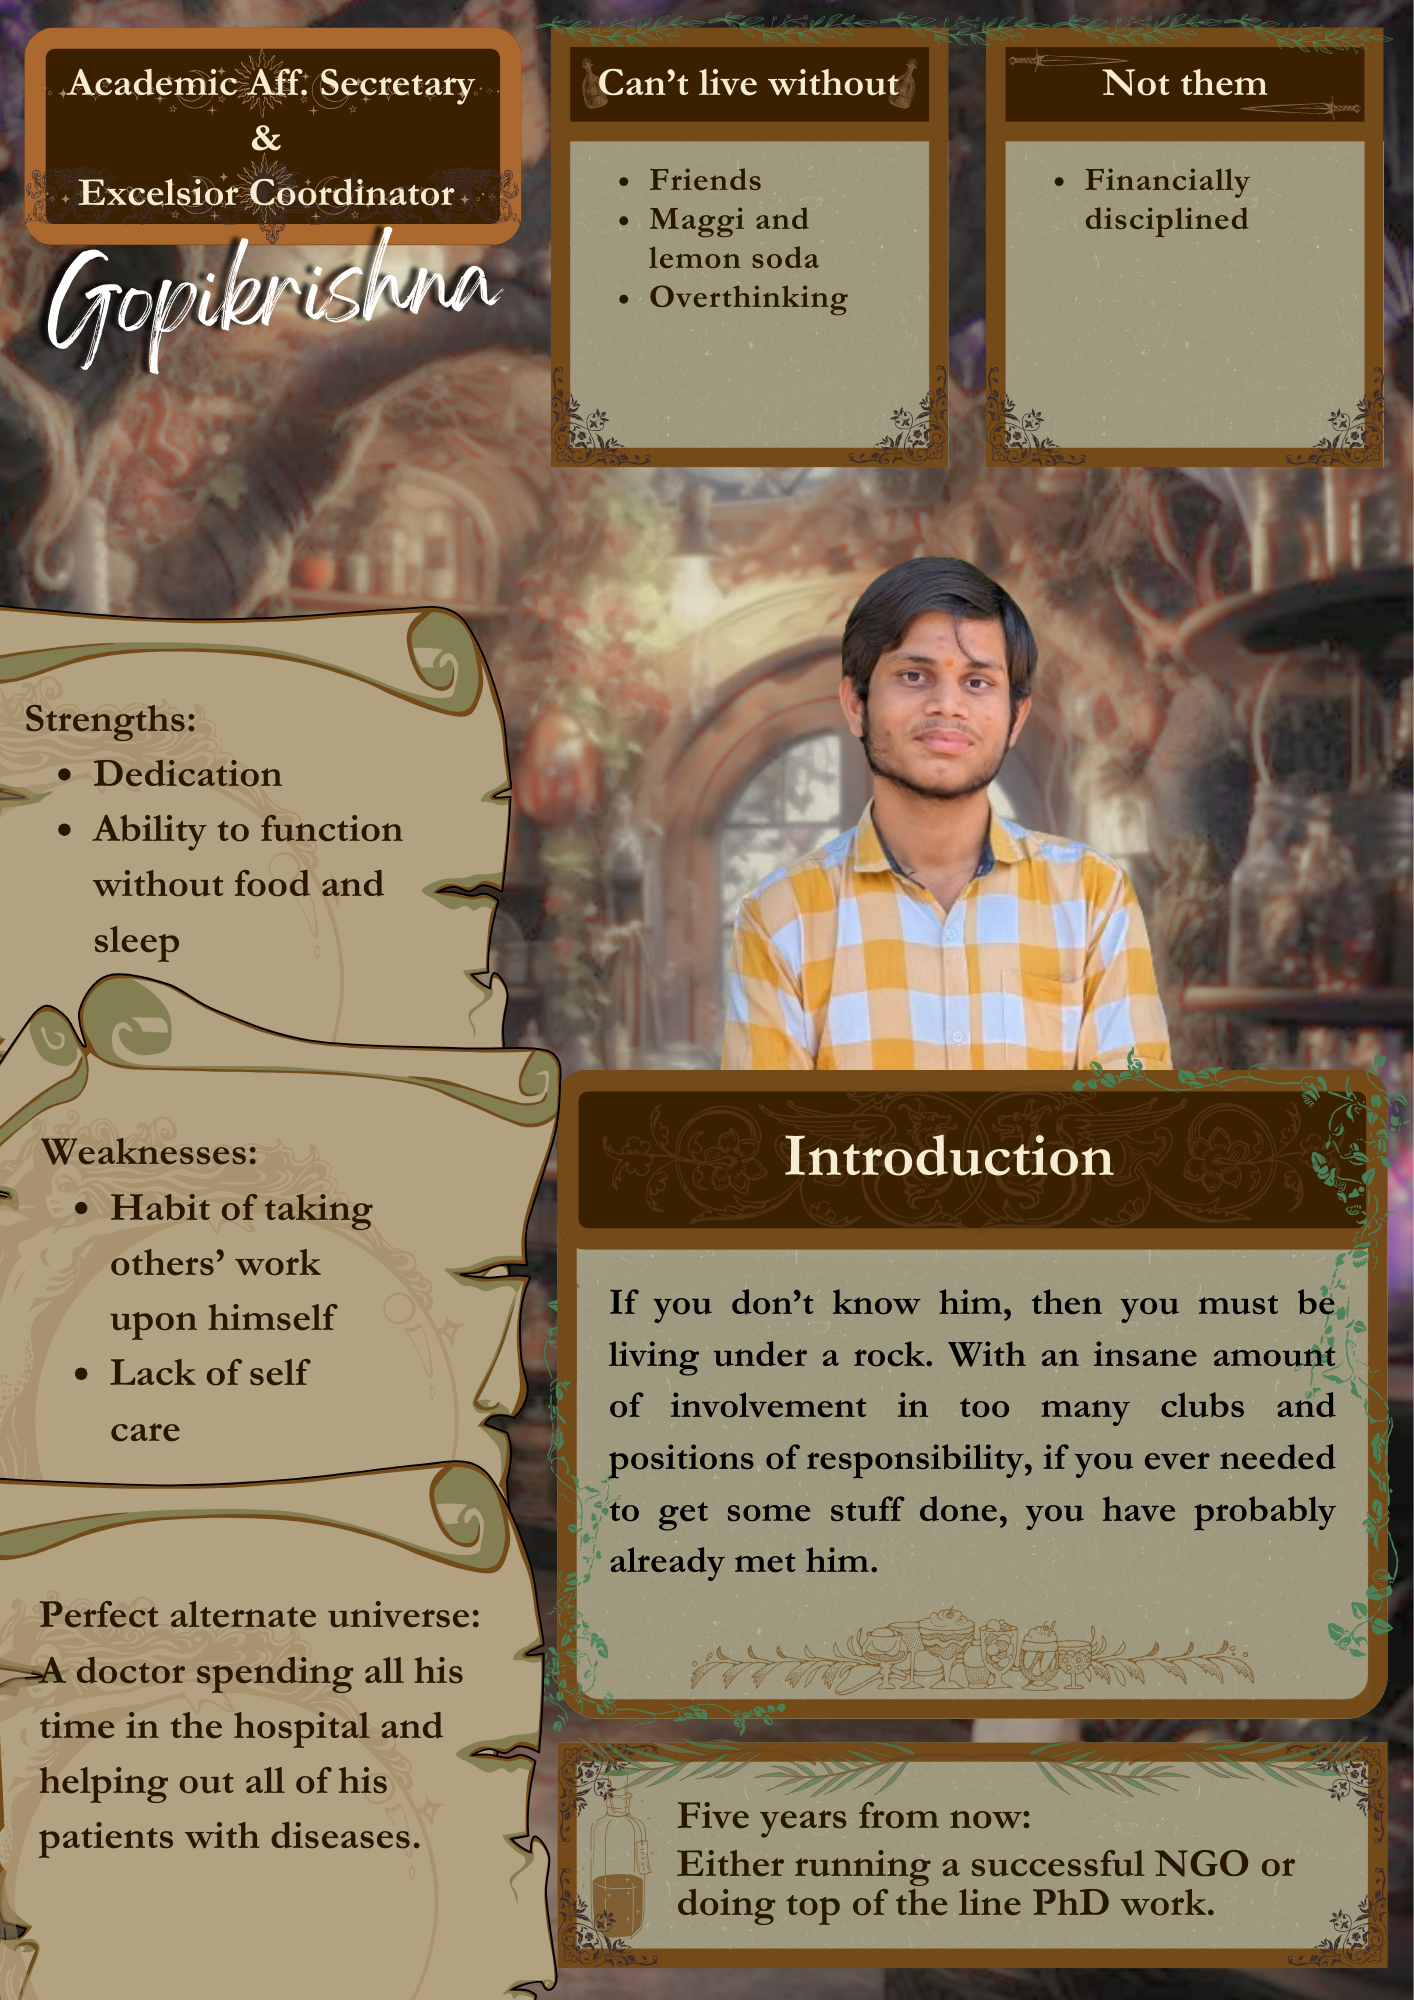 Academic Aff. Secretary
&
Excelsior Coordinator
Gopikrishna
Can't live without
• Friends
• Maggi and
lemon soda
• Overthinking
Not them
• Financially
disciplined
Strengths:
• Dedication
• Ability to function
without food and
sleep
Weaknesses:
• Habit of taking
others' work
upon himself
• Lack of self
care
Perfect alternate universe:
A doctor spending all his
time in the hospital and
helping out all of his
patients with diseases.
Introduction
If you don't know him, then you must be
living under a rock. With an insane amount
of involvement in too many clubs and
positions of responsibility, if you ever needed
to get some stuff done, you have probably
already met him.
Five years from now:
Either running a successful NGO or
doing top of the line PhD work.